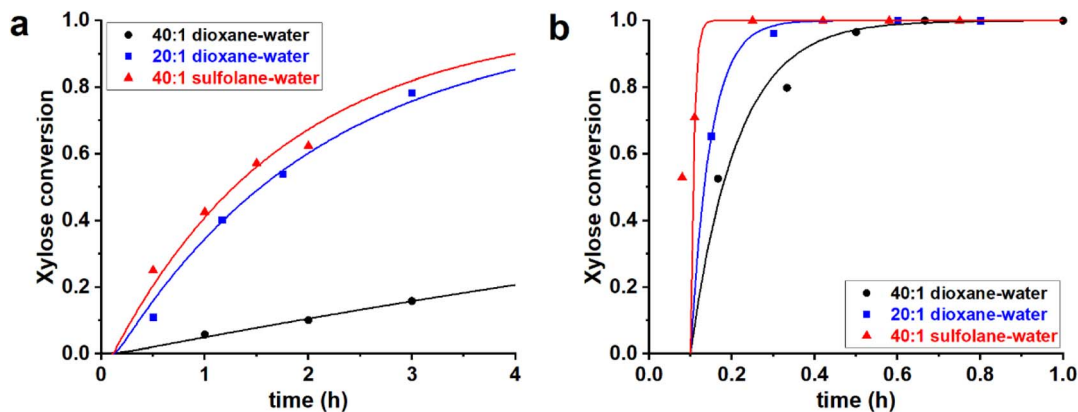 a
40:1 dioxane-water
20:1 dioxane-water
40:1 sulfolane-water
Xylose conversion
1.0
0.8
0.6
0.4
0.2
0.0
0 1 2 3 4
time (h)
b
Xylose conversion
1.0
0.8
0.6
0.4
0.2
0.0
40:1 dioxane-water
20:1 dioxane-water
40:1 sulfolane-water
0.0 0.2 0.4 0.6 0.8 1.0
time (h)